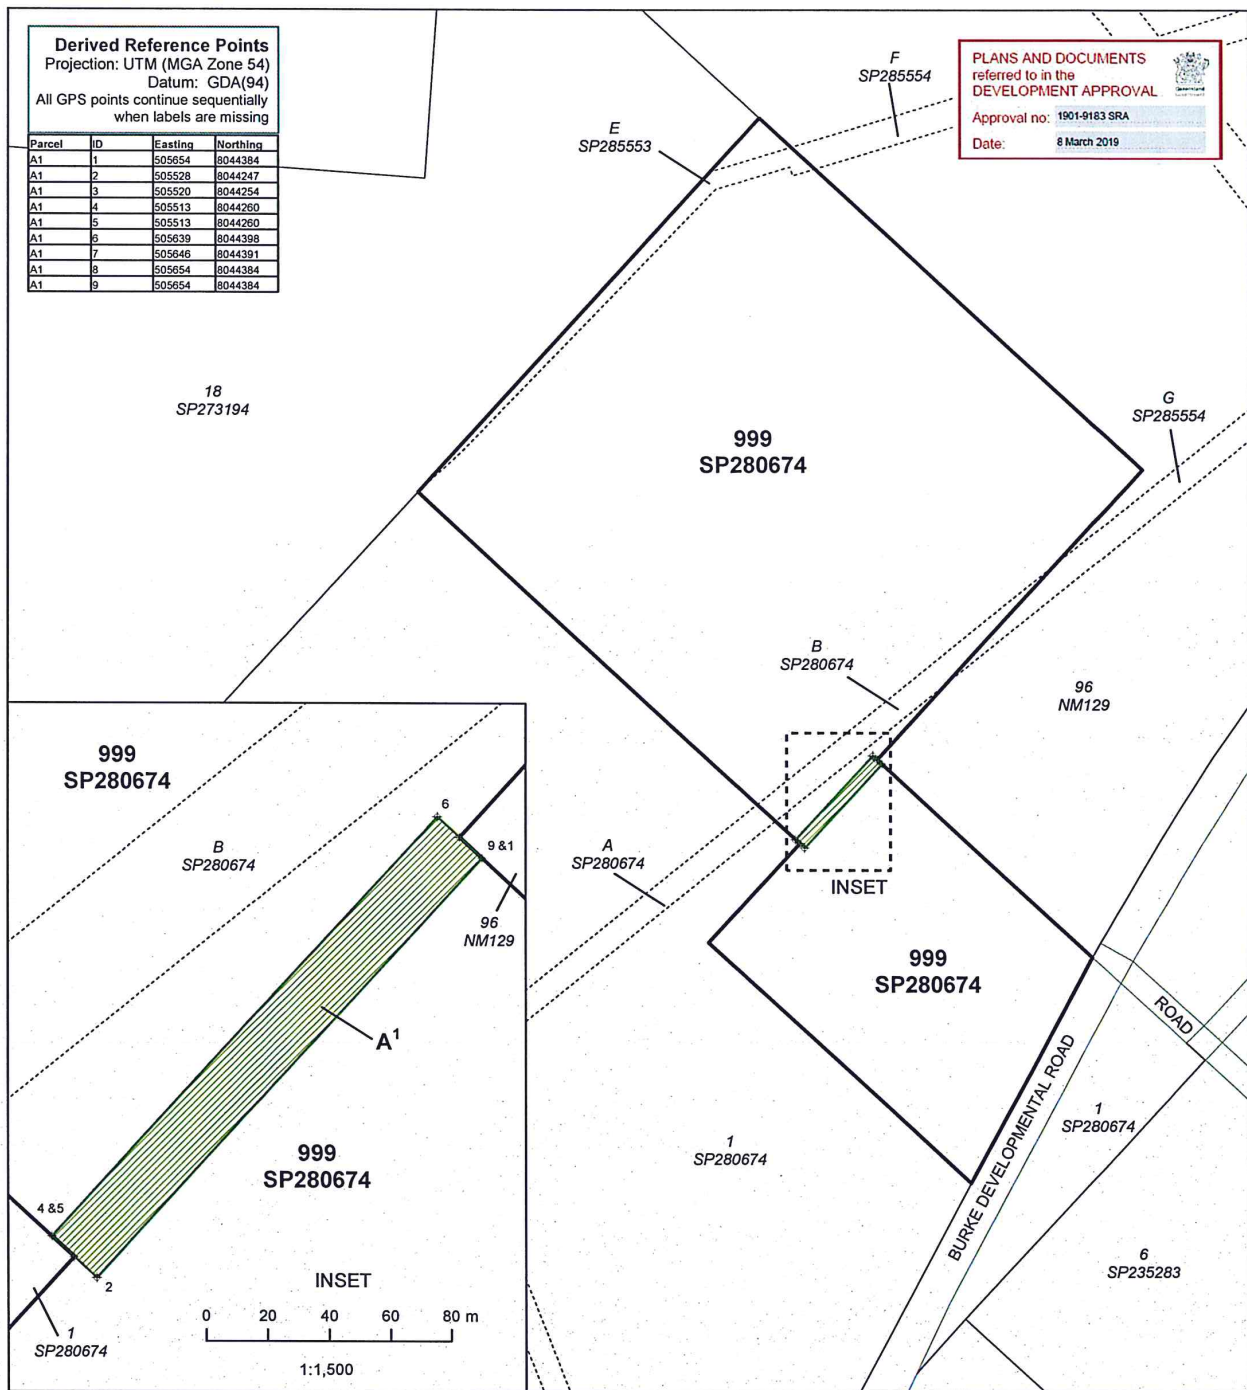 Derived Reference Points
Projection: UTM (MGA Zone 54)
Datum: GDA(94)
All GPS points continue sequentially
when labels are missing
Parcel ID Easting Northing
A1 1 505654 8044384
A1 2 505528 8044247
A1 3 505520 8044254
A1 4 505513 8044260
A1 5 505513 8044260
A1 6 505639 8044398
A1 7 505646 8044391
A1 8 505654 8044384
A1 9 505654 8044384
PLANS AND DOCUMENTS
referred to in the
DEVELOPMENT APPROVAL
Queensland
Government
Approval no: 1901-9183 SRA
Date: 8 March 2019
F
SP285554
E
SP285553
18
SP273194
G
SP285554
999
SP280674
B
SP280674
96
NM129
A
SP280674
INSET
999
SP280674
ROAD
BURKE DEVELOPMENTAL ROAD
1
SP280674
1
SP280674
6
SP235283
999
SP280674
6
B
SP280674
9 &1
96
NM129
A¹
999
SP280674
4 &5
2
INSET
1
SP280674
0 20 40 60 80 m
1:1,500